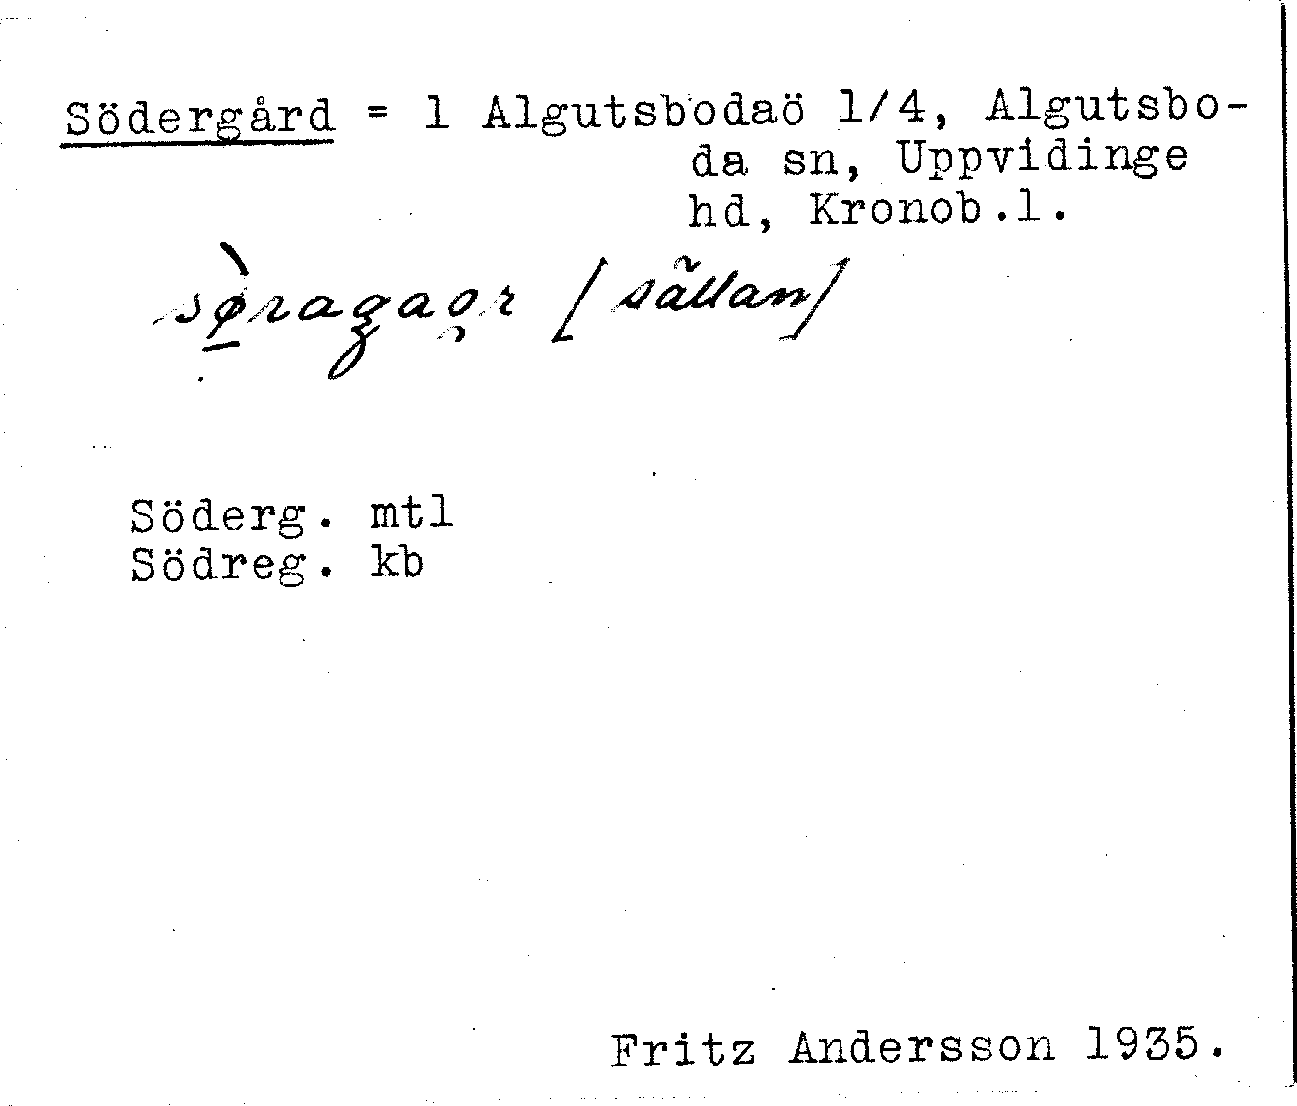 Södergård = 1 Algutsbodaö 1/4, Algutsbo-
da sn, Uppvidinge
hd, Kronob.l.
sø̀ragaǫr [sällan]
Söderg. mtl
Södreg. kb
Fritz Andersson 1935.